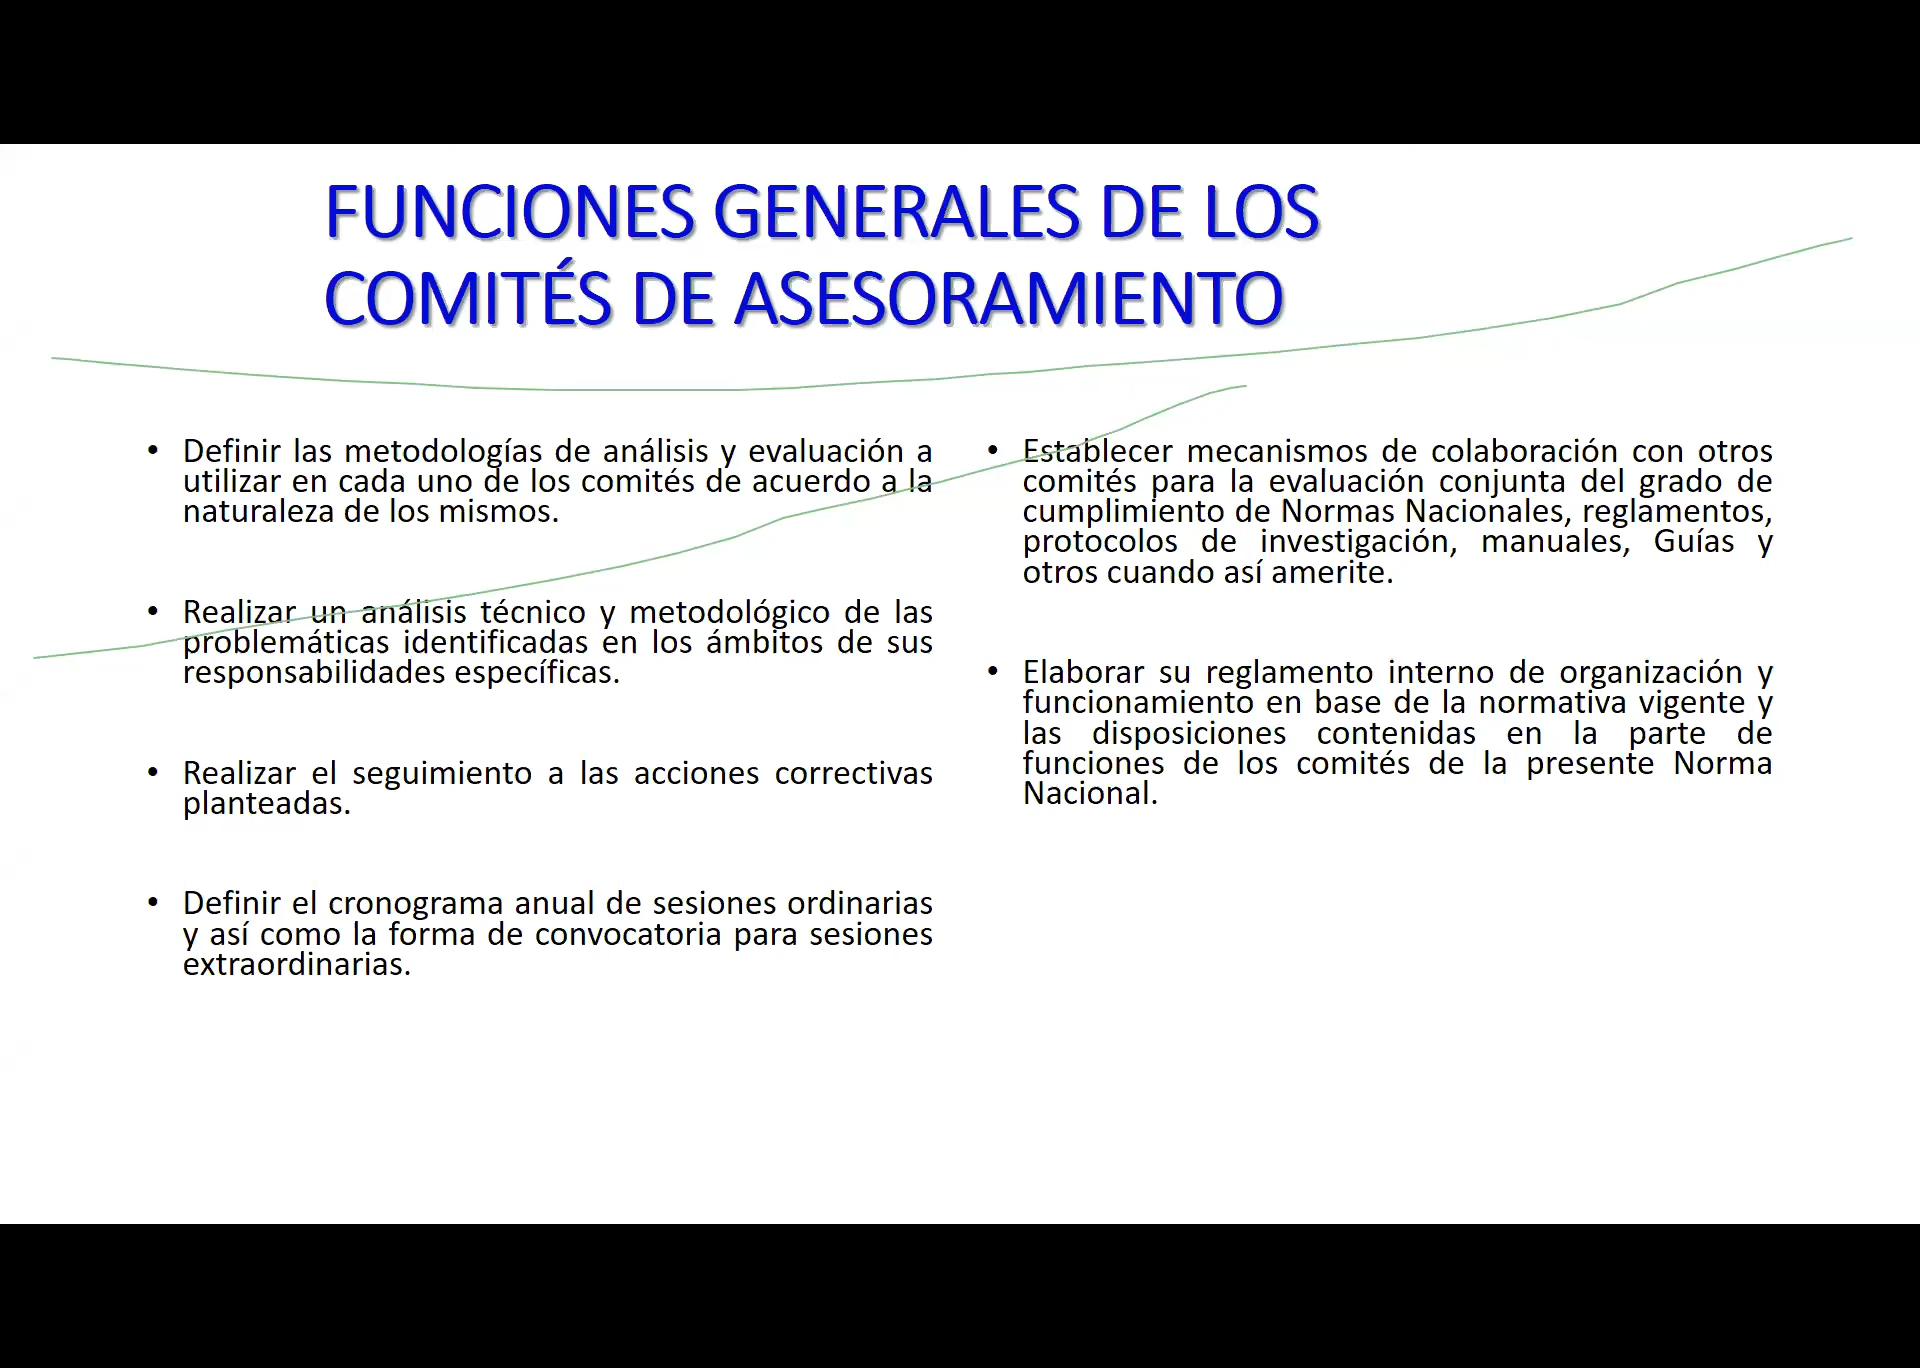 FUNCIONES GENERALES DE LOS
COMITÉS DE ASESORAMIENTO
• Definir las metodologías de análisis y evaluación a
utilizar en cada uno de los comités de acuerdo a la
naturaleza de los mismos.
• Realizar un análisis técnico y metodológico de las
problemáticas identificadas en los ámbitos de sus
responsabilidades específicas.
• Realizar el seguimiento a las acciones correctivas
planteadas.
• Definir el cronograma anual de sesiones ordinarias
y así como la forma de convocatoria para sesiones
extraordinarias.
• Establecer mecanismos de colaboración con otros
comités para la evaluación conjunta del grado de
cumplimiento de Normas Nacionales, reglamentos,
protocolos de investigación, manuales, Guías y
otros cuando así amerite.
• Elaborar su reglamento interno de organización y
funcionamiento en base de la normativa vigente y
las disposiciones contenidas en la parte de
funciones de los comités de la presente Norma
Nacional.